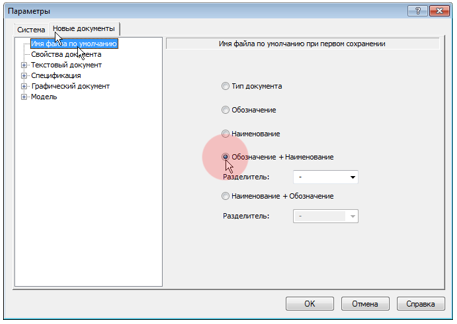 Параметры
Система
Новые документы
Имя файла по умолчанию
Свойства документа
Текстовый документ
Спецификация
Графический документ
Модель
Имя файла по умолчанию при первом сохранении
Тип документа
Обозначение
Наименование
Обозначение + Наименование
Разделитель: -
Наименование + Обозначение
Разделитель: -
OK Отмена Справка